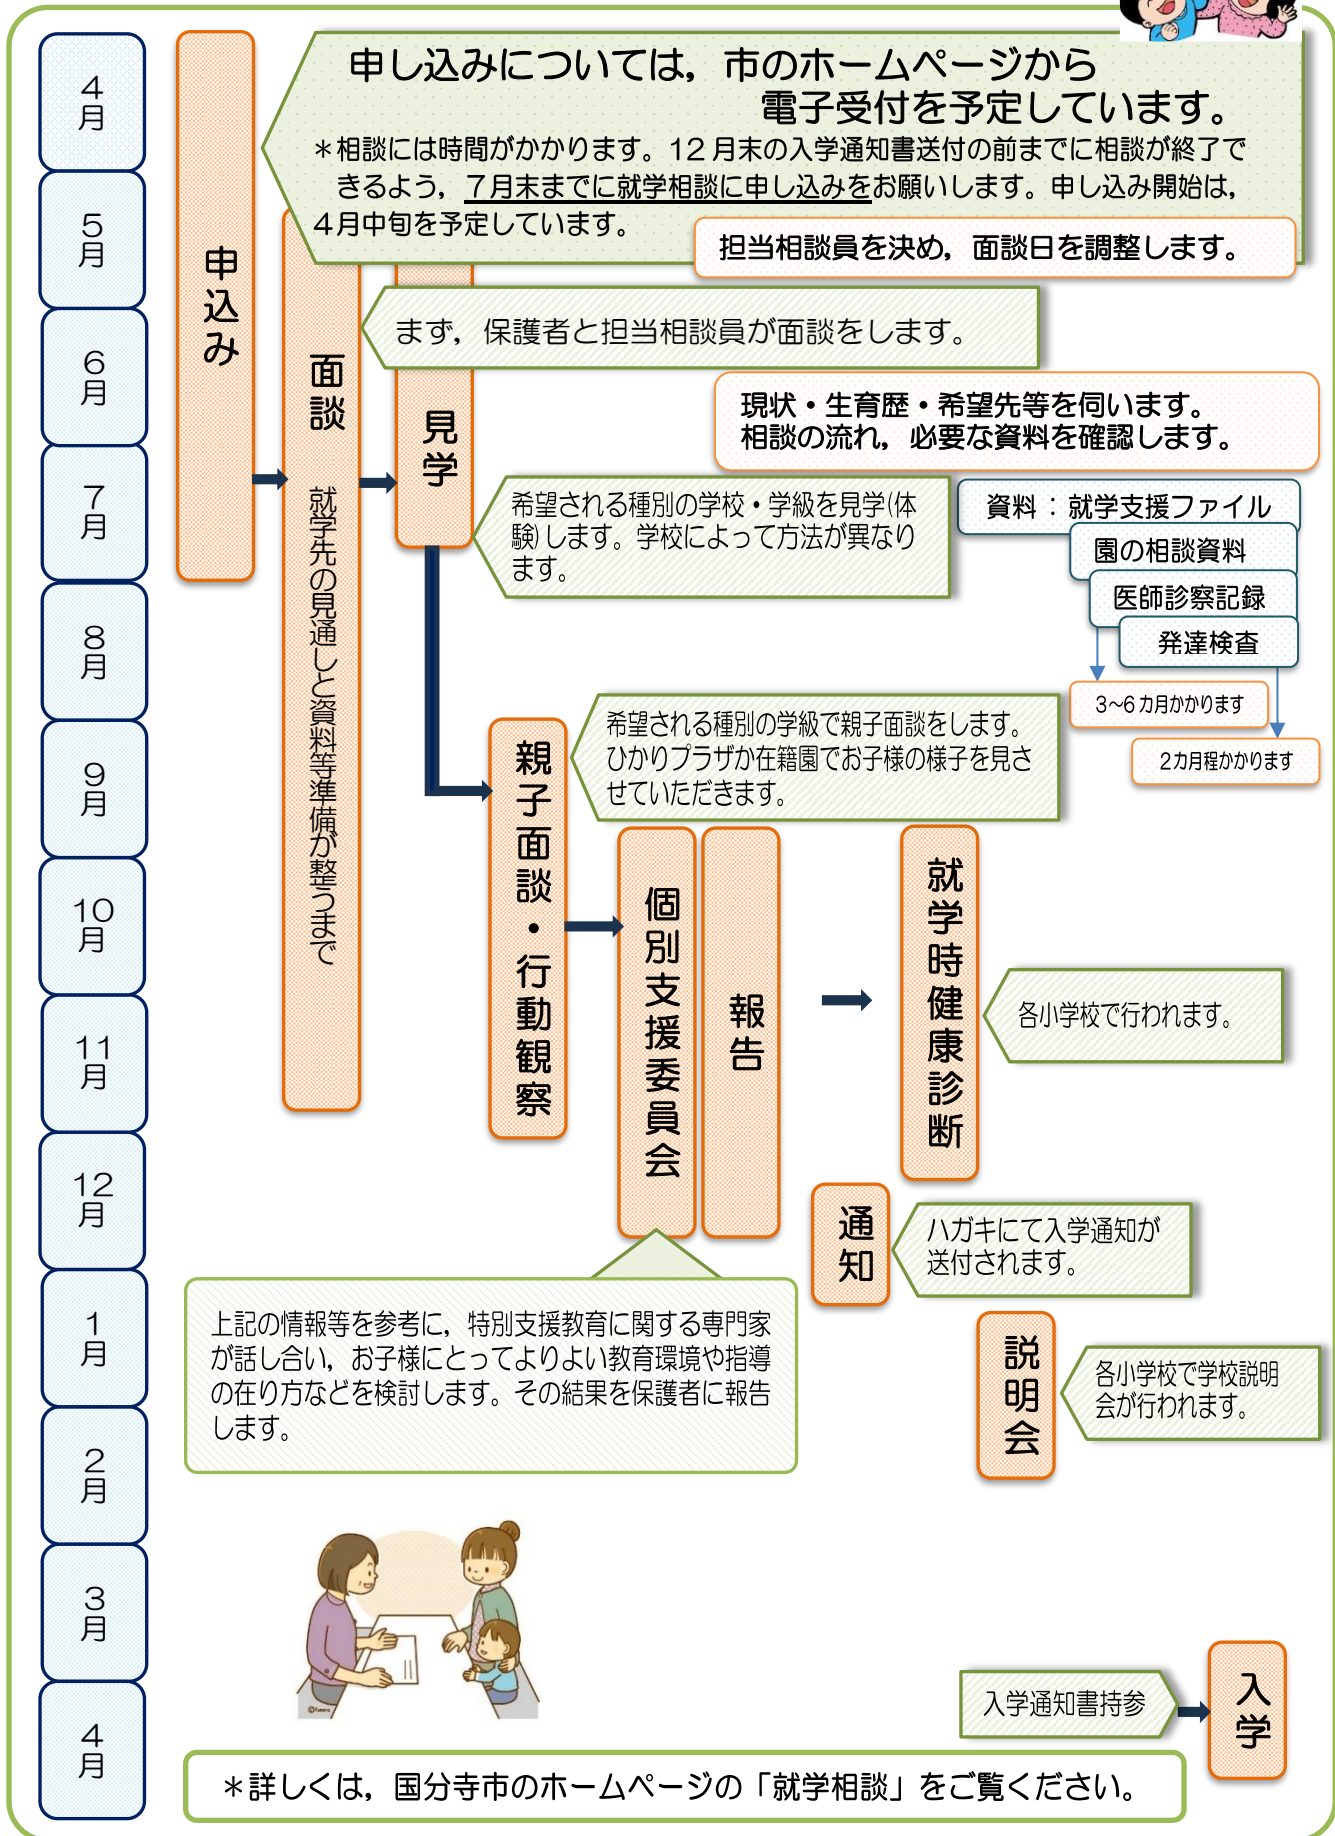 4月
5月
6月
7月
8月
9月
10月
11月
12月
1月
2月
3月
4月
申込み
申し込みについては，市のホームページから
電子受付を予定しています。
＊相談には時間がかかります。12月末の入学通知書送付の前までに相談が終了で
きるよう，７月末までに就学相談に申し込みをお願いします。申し込み開始は，
４月中旬を予定しています。
担当相談員を決め，面談日を調整します。
面談　就学先の見通しと資料等準備が整うまで
まず，保護者と担当相談員が面談をします。
現状・生育歴・希望先等を伺います。
相談の流れ，必要な資料を確認します。
見学
希望される種別の学校・学級を見学(体
験)します。学校によって方法が異なり
ます。
資料：就学支援ファイル
園の相談資料
医師診察記録
発達検査
3～6カ月かかります
2カ月程かかります
親子面談・行動観察
希望される種別の学級で親子面談をします。
ひかりプラザか在籍園でお子様の様子を見さ
せていただきます。
個別支援委員会
報告
就学時健康診断
各小学校で行われます。
通知
ハガキにて入学通知が
送付されます。
上記の情報等を参考に，特別支援教育に関する専門家
が話し合い，お子様にとってよりよい教育環境や指導
の在り方などを検討します。その結果を保護者に報告
します。
説明会
各小学校で学校説明
会が行われます。
入学通知書持参
入学
＊詳しくは，国分寺市のホームページの「就学相談」をご覧ください。